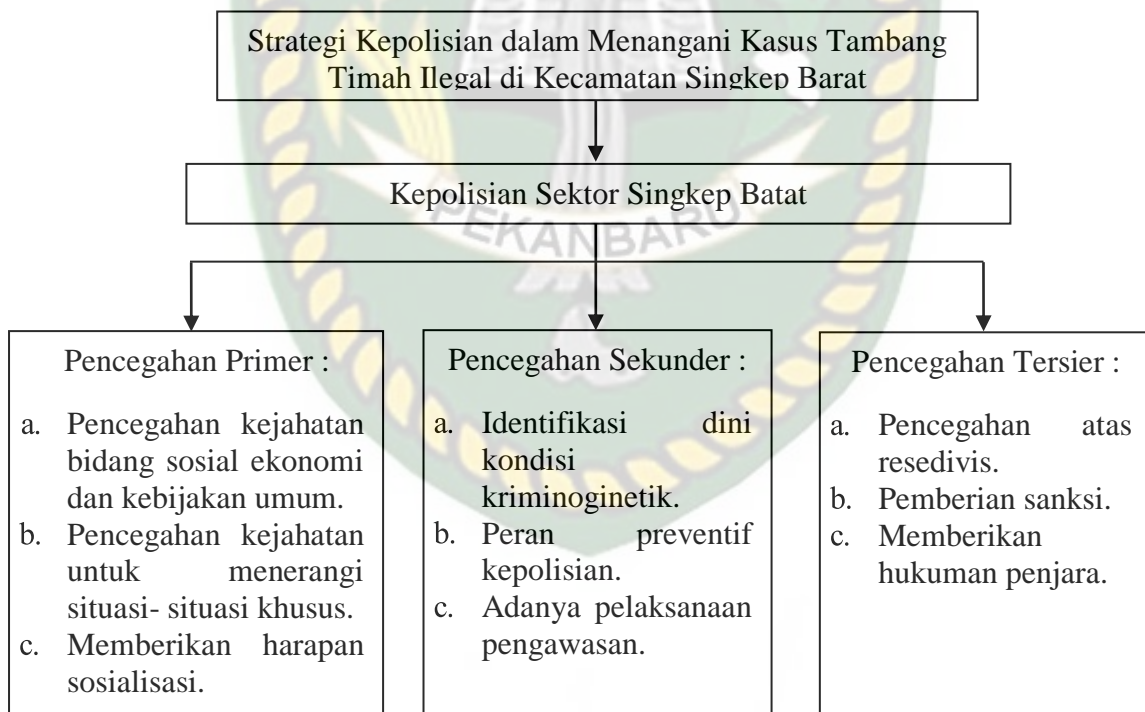 Strategi Kepolisian dalam Menangani Kasus Tambang
Timah Ilegal di Kecamatan Singkep Barat
Kepolisian Sektor Singkep Batat
PEKANBARU
Pencegahan Primer :
a. Pencegahan kejahatan
bidang sosial ekonomi
dan kebijakan umum.
b. Pencegahan kejahatan
untuk menerangi
situasi- situasi khusus.
c. Memberikan harapan
sosialisasi.
Pencegahan Sekunder :
a. Identifikasi dini
kondisi
kriminoginetik.
b. Peran preventif
kepolisian.
c. Adanya pelaksanaan
pengawasan.
Pencegahan Tersier :
a. Pencegahan atas
resedivis.
b. Pemberian sanksi.
c. Memberikan
hukuman penjara.